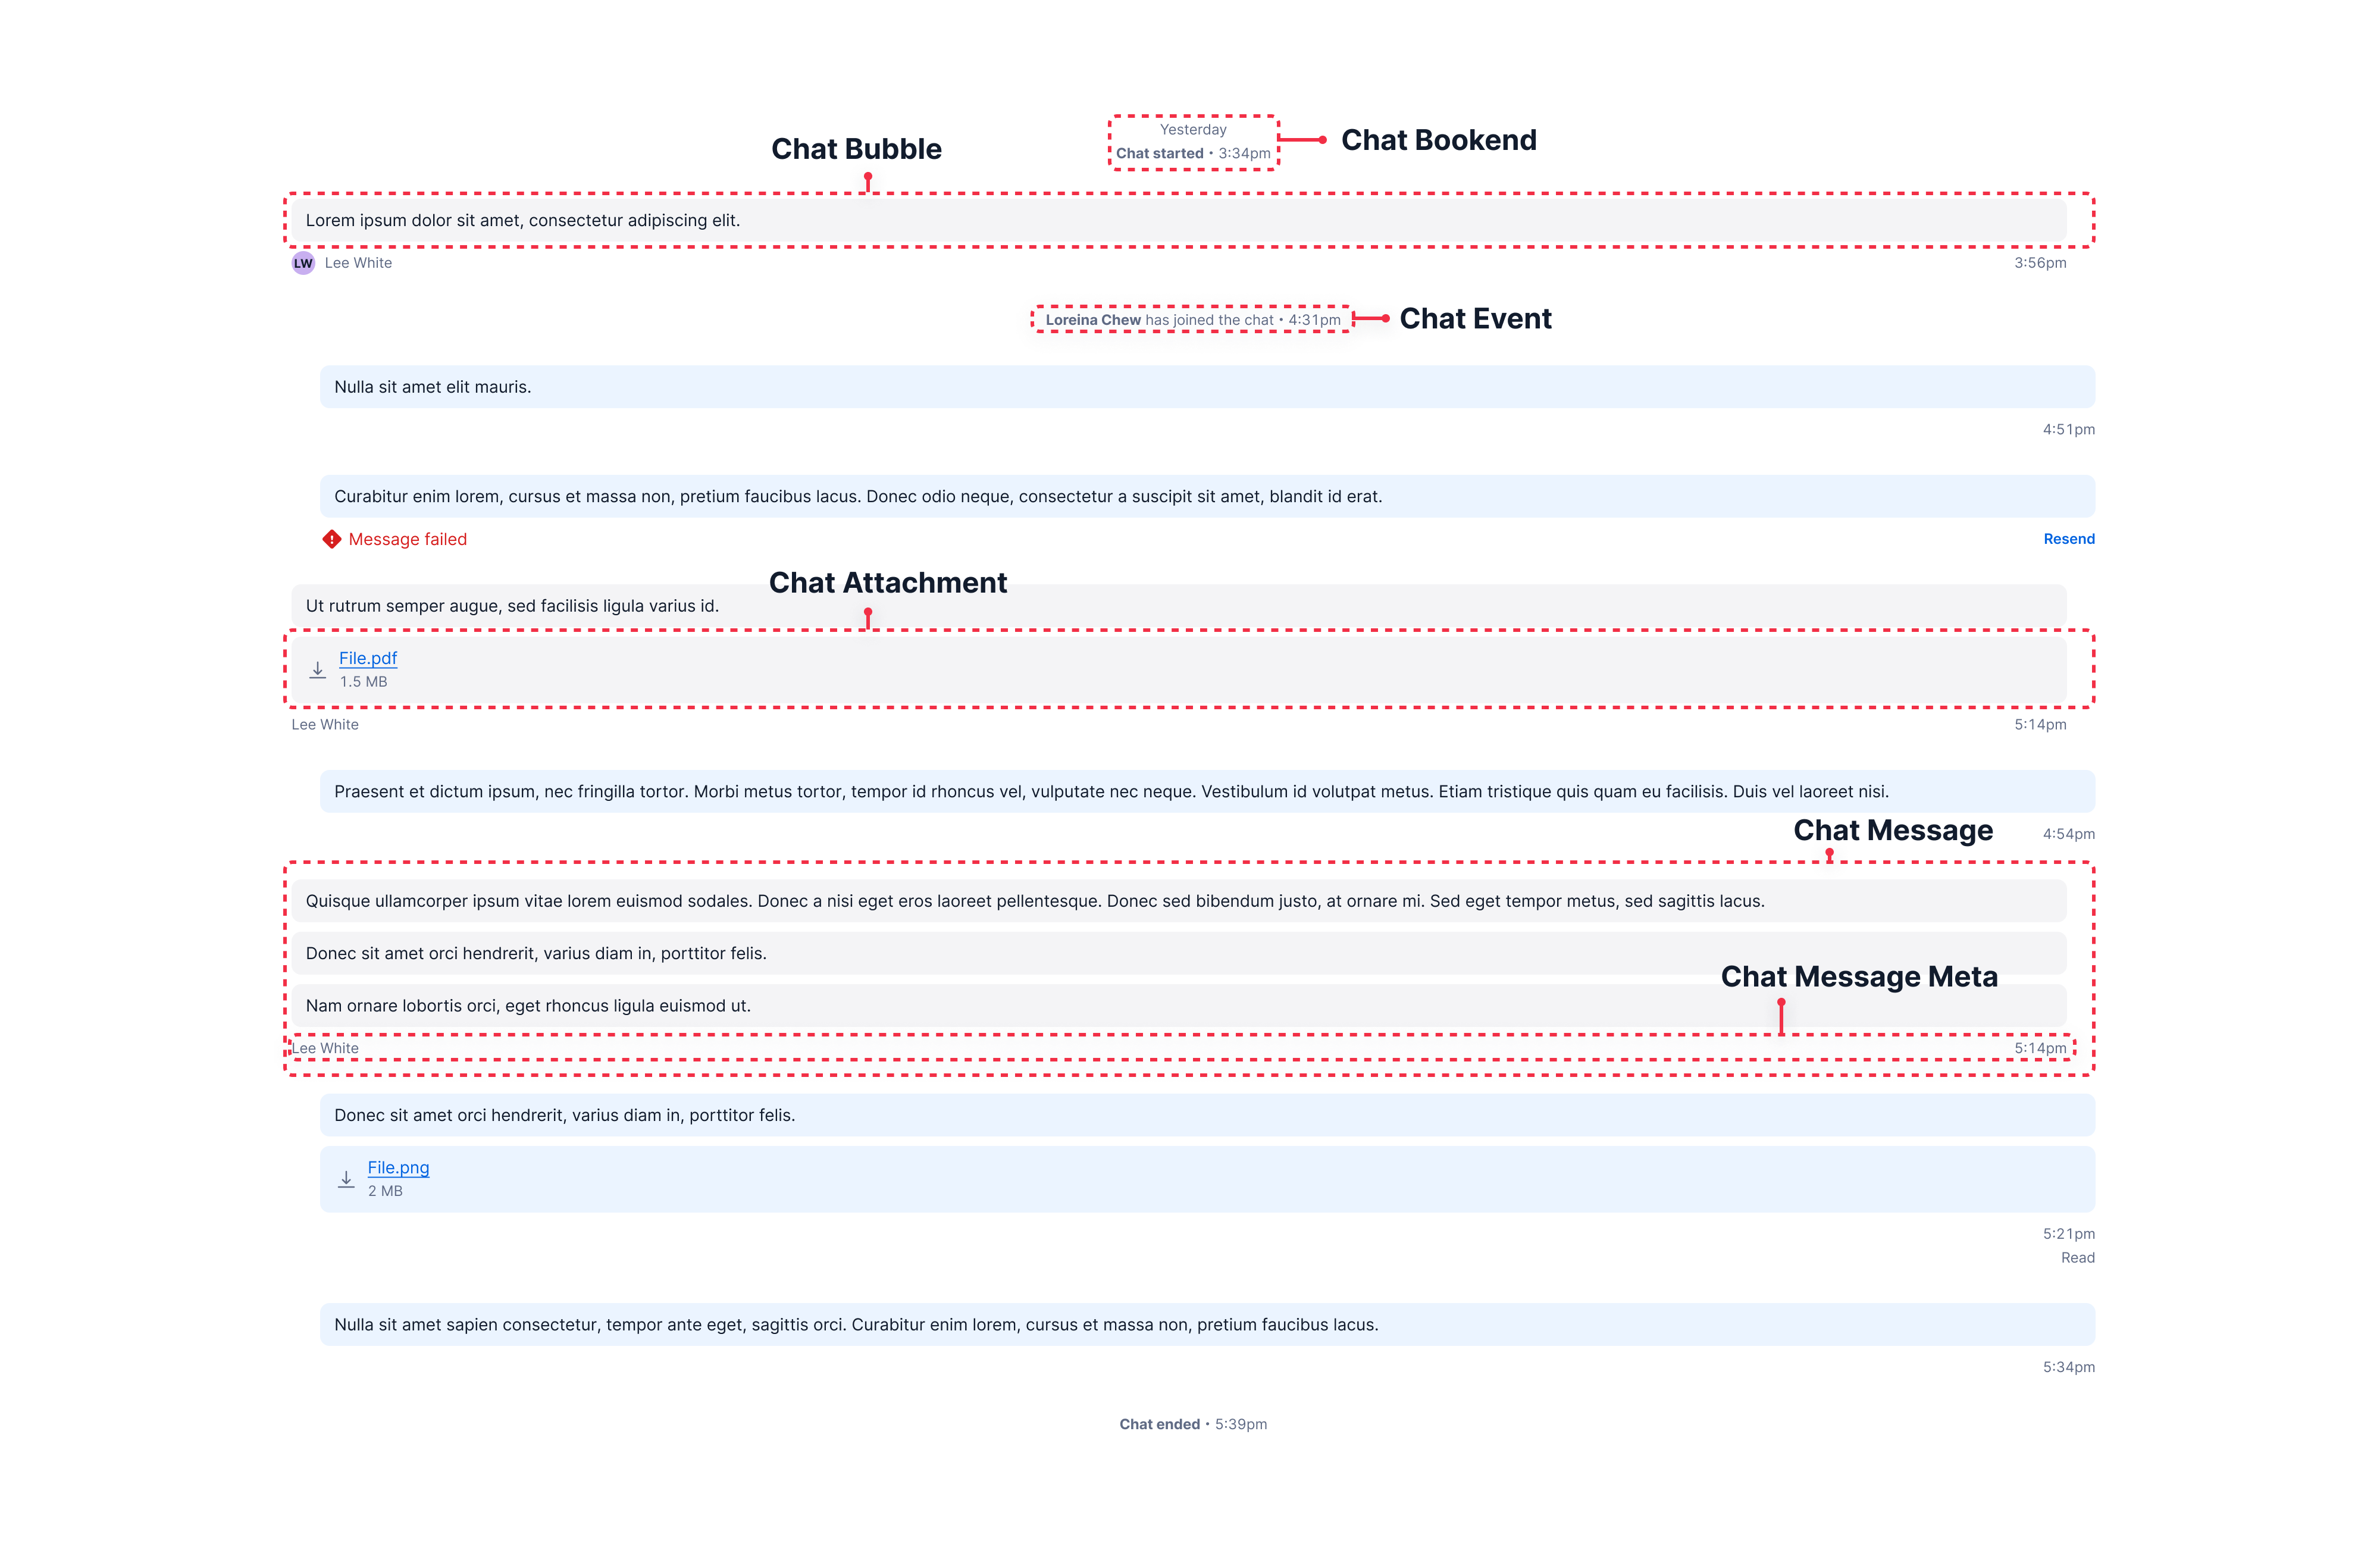 Yesterday
Chat Bubble
Chat started • 3:34pm
Chat Bookend
Lorem ipsum dolor sit amet, consectetur adipiscing elit.
LW Lee White 3:56pm
Loreina Chew has joined the chat • 4:31pm
Chat Event
Nulla sit amet elit mauris.
4:51pm
Curabitur enim lorem, cursus et massa non, pretium faucibus lacus. Donec odio neque, consectetur a suscipit sit amet, blandit id erat.
Message failed Resend
Chat Attachment
Ut rutrum semper augue, sed facilisis ligula varius id.
File.pdf
1.5 MB
Lee White 5:14pm
Praesent et dictum ipsum, nec fringilla tortor. Morbi metus tortor, tempor id rhoncus vel, vulputate nec neque. Vestibulum id volutpat metus. Etiam tristique quis quam eu facilisis. Duis vel laoreet nisi.
Chat Message
4:54pm
Quisque ullamcorper ipsum vitae lorem euismod sodales. Donec a nisi eget eros laoreet pellentesque. Donec sed bibendum justo, at ornare mi. Sed eget tempor metus, sed sagittis lacus.
Donec sit amet orci hendrerit, varius diam in, porttitor felis.
Chat Message Meta
Nam ornare lobortis orci, eget rhoncus ligula euismod ut.
Lee White 5:14pm
Donec sit amet orci hendrerit, varius diam in, porttitor felis.
File.png
2 MB
5:21pm
Read
Nulla sit amet sapien consectetur, tempor ante eget, sagittis orci. Curabitur enim lorem, cursus et massa non, pretium faucibus lacus.
5:34pm
Chat ended • 5:39pm